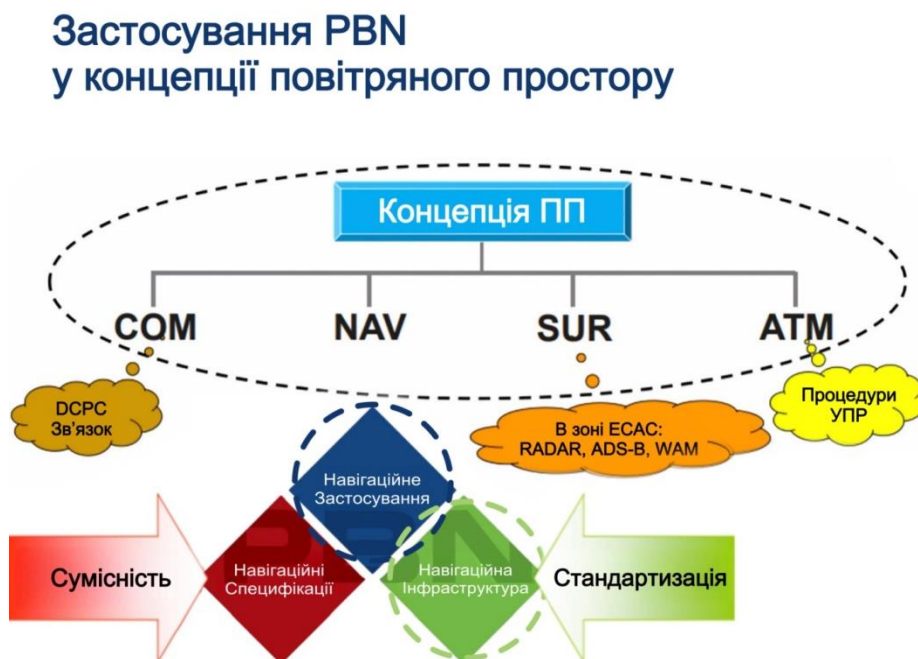 Застосування PBN
у концепції повітряного простору
Концепція ПП
COM
NAV
SUR
ATM
DCPC
Зв'язок
В зоні ECAC:
RADAR, ADS-B, WAM
Процедури
УПР
Навігаційне
Застосування
PBN
Сумісність
Навігаційні
Специфікації
Навігаційна
Інфраструктура
Стандартизація